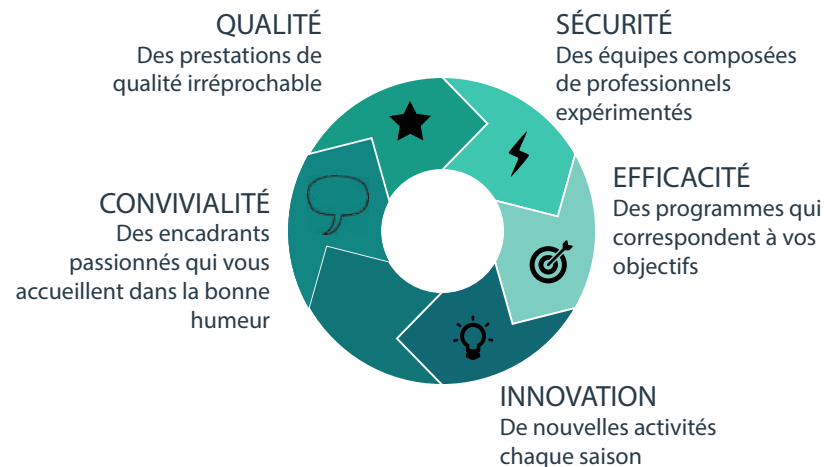 QUALITÉ
Des prestations de
qualité irréprochable
SÉCURITÉ
Des équipes composées
de professionnels
expérimentés
EFFICACITÉ
Des programmes qui
correspondent à vos
objectifs
CONVIVIALITÉ
Des encadrants
passionnés qui vous
accueillent dans la bonne
humeur
INNOVATION
De nouvelles activités
chaque saison